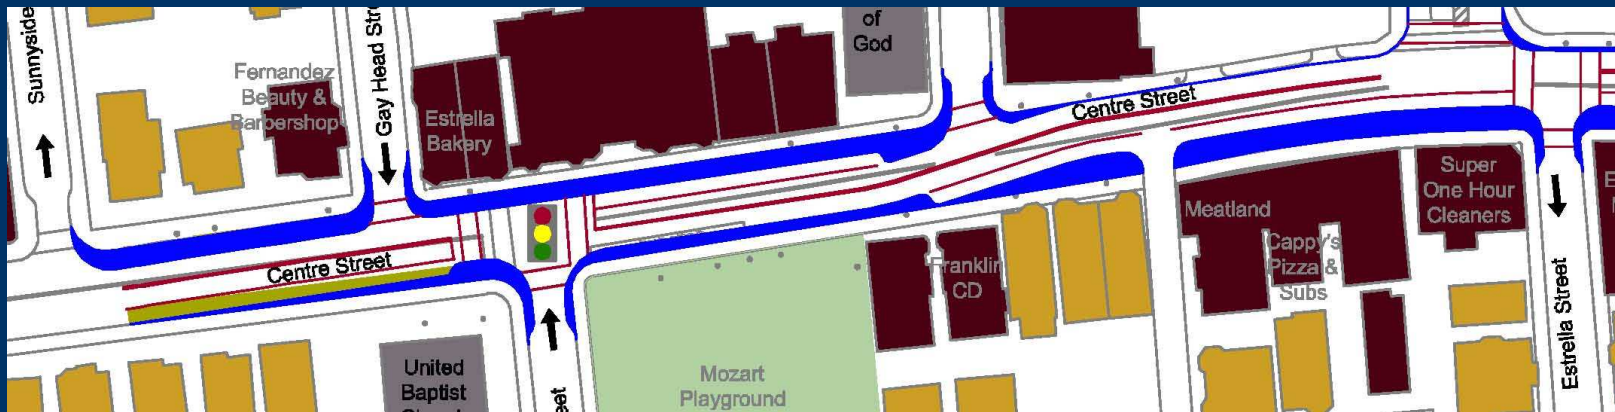 Sunnyside
Fernandez
Beauty &
Barbershop
Gay Head
Estrella
Bakery
of
God
Centre Street
Centre Street
United
Baptist
Mozart
Playground
Franklin
CD
Meatland
Cappy's
Pizza &
Subs
Super
One Hour
Cleaners
Estrella Street